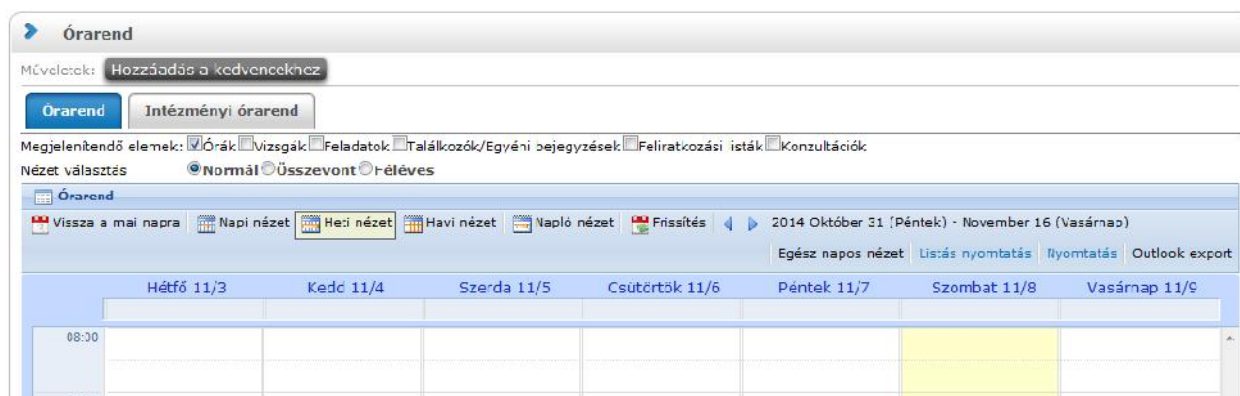 Órarend
Műveletek: Hozzáadás a kedvencekhez
Órarend Intézményi órarend
Megjelenítendő elemek: Órák Vizsgák Feladatok Találkozók/Egyéni bejegyzések Feliratkozási listák Konzultációk
Nézet választás Normál Összevont Féléves
Órarend
Vissza a mai napra Napi nézet Heti nézet Havi nézet Napló nézet Frissítés 2014 Október 31 (Péntek) - November 16 (Vasárnap)
Egész napos nézet Listás nyomtatás Nyomtatás Outlook export
Hétfő 11/3 Kedd 11/4 Szerda 11/5 Csütörtök 11/6 Péntek 11/7 Szombat 11/8 Vasárnap 11/9
08:00